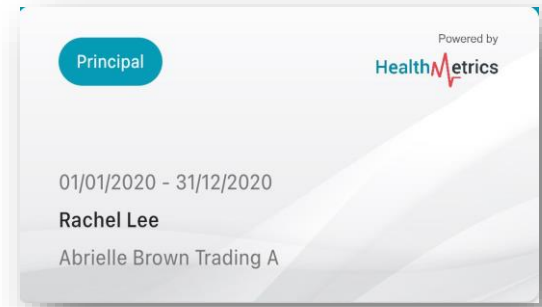 Principal
Powered by
HealthMetrics
01/01/2020 - 31/12/2020
Rachel Lee
Abrielle Brown Trading A